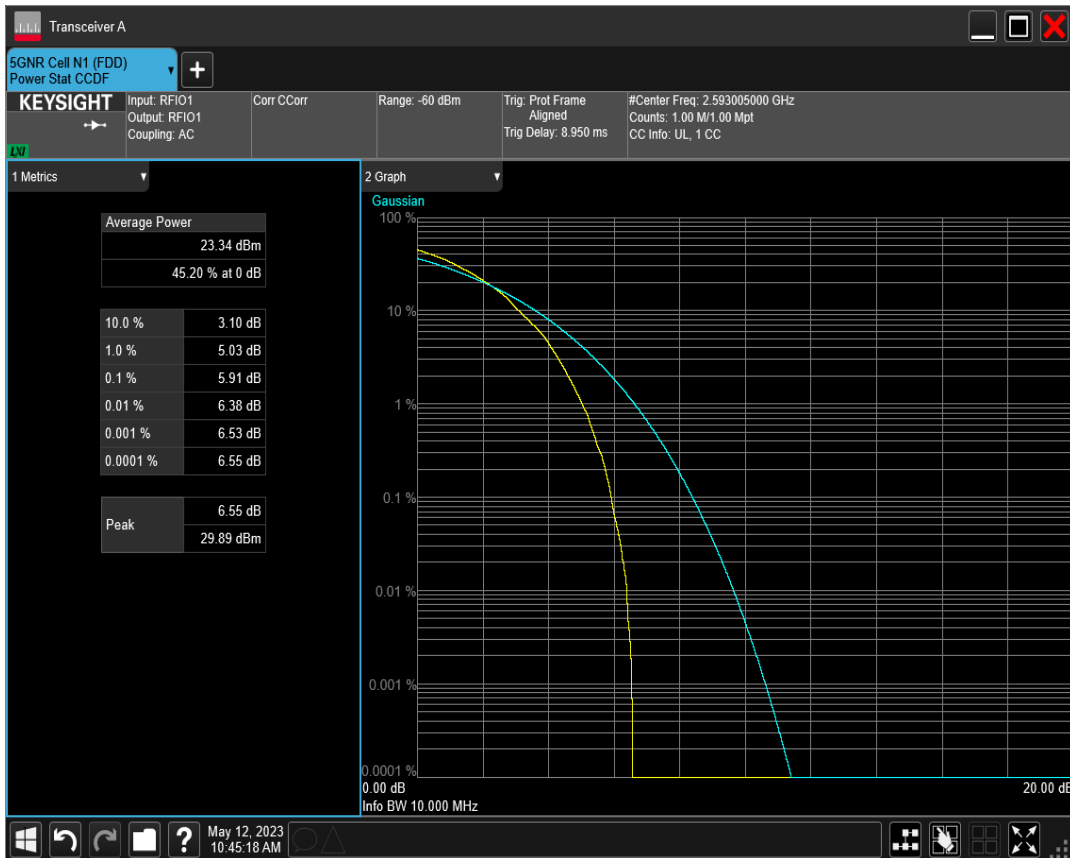 Transceiver A
5GNR Cell N1 (FDD)
Power Stat CCDF
+
KEYSIGHT
LXI
Input: RFIO1
Output: RFIO1
Coupling: AC
Corr CCorr
Range: -60 dBm
Trig: Prot Frame
Aligned
Trig Delay: 8.950 ms
#Center Freq: 2.593005000 GHz
Counts: 1.00 M/1.00 Mpt
CC Info: UL, 1 CC
1 Metrics
Average Power
23.34 dBm
45.20 % at 0 dB
10.0 % 3.10 dB
1.0 % 5.03 dB
0.1 % 5.91 dB
0.01 % 6.38 dB
0.001 % 6.53 dB
0.0001 % 6.55 dB
Peak
6.55 dB
29.89 dBm
2 Graph
Gaussian
100 %
10 %
1 %
0.1 %
0.01 %
0.001 %
0.0001 %
0.00 dB 20.00 dB
Info BW 10.000 MHz
?
May 12, 2023
10:45:18 AM